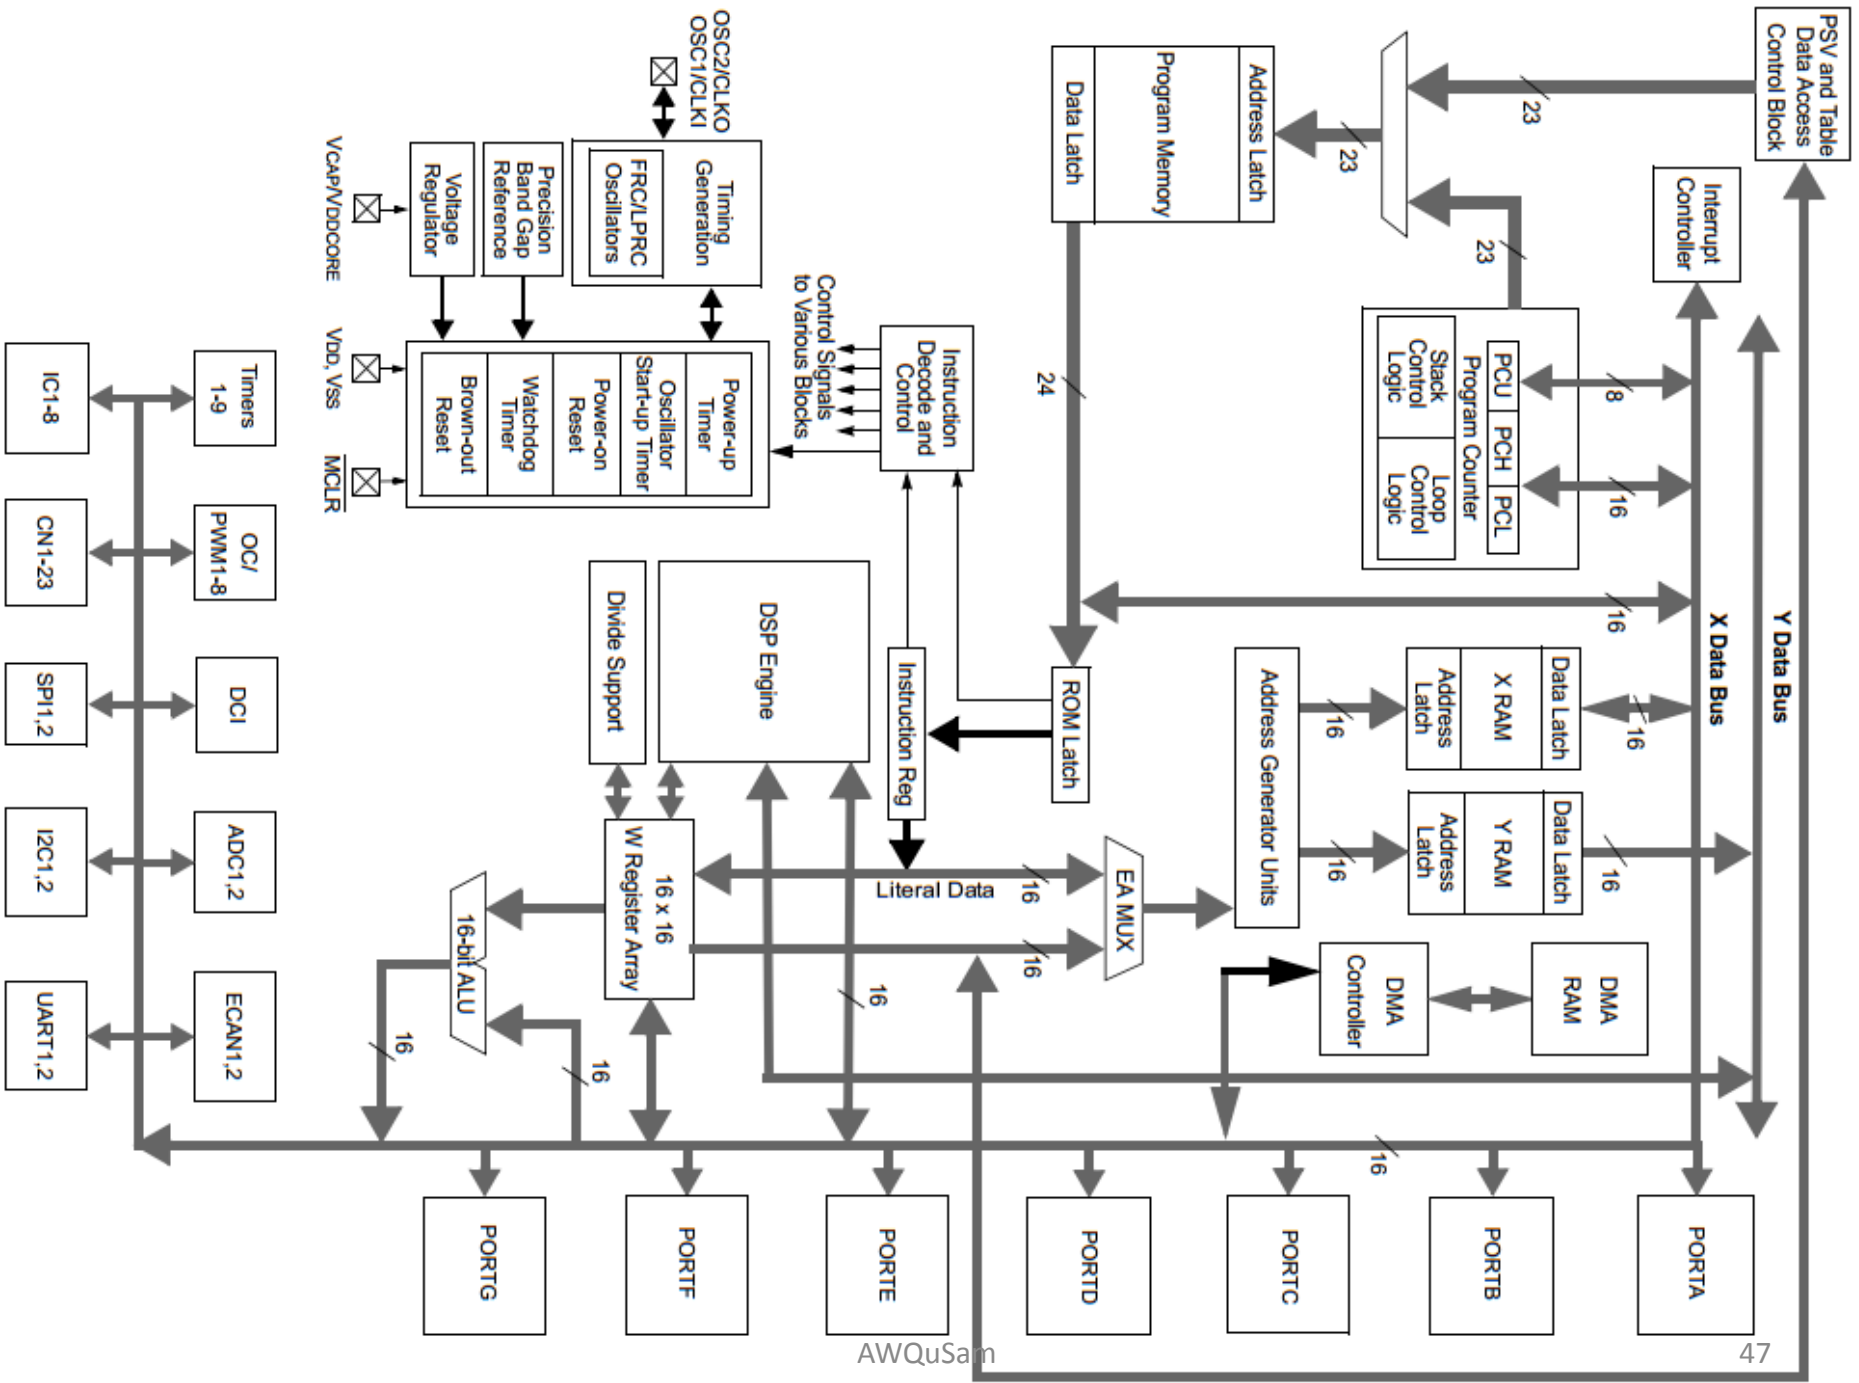 PSV and Table
Data Access
Control Block
Interrupt
Controller
Y Data Bus
X Data Bus
23
23
23
8
16
16
16
16
PCU
PCH
PCL
Program Counter
Stack
Control
Logic
Loop
Control
Logic
Address Latch
Program Memory
Data Latch
24
Data Latch
X RAM
Address
Latch
Data Latch
Y RAM
Address
Latch
16
16
Address Generator Units
DMA
RAM
DMA
Controller
EA MUX
16
16
ROM Latch
Instruction Reg
Literal Data
Instruction
Decode and
Control
Control Signals
to Various Blocks
OSC2/CLKO
OSC1/CLKI
Timing
Generation
FRC/LPRC
Oscillators
Precision
Band Gap
Reference
Voltage
Regulator
VCAP/VDDCORE
Power-up
Timer
Oscillator
Start-up Timer
Power-on
Reset
Watchdog
Timer
Brown-out
Reset
VDD, VSS
MCLR
DSP Engine
Divide Support
16 x 16
W Register Array
16
16-bit ALU
16
16
16
PORTA
PORTB
PORTC
PORTD
PORTE
PORTF
PORTG
Timers
1-9
OC/
PWM1-8
DCI
ADC1,2
ECAN1,2
IC1-8
CN1-23
SPI1,2
I2C1,2
UART1,2
AWQuSam
47